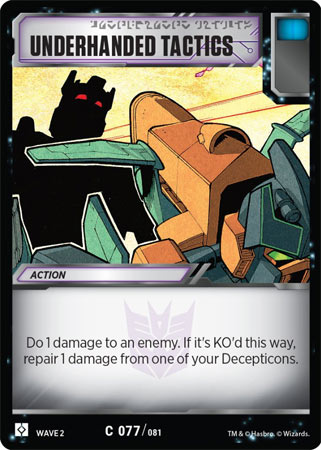 UNDERHANDED TACTICS
ACTION
Do 1 damage to an enemy. If it's KO'd this way,
repair 1 damage from one of your Decepticons.
WAVE 2 C 077/081 TM & © Hasbro. © Wizards.